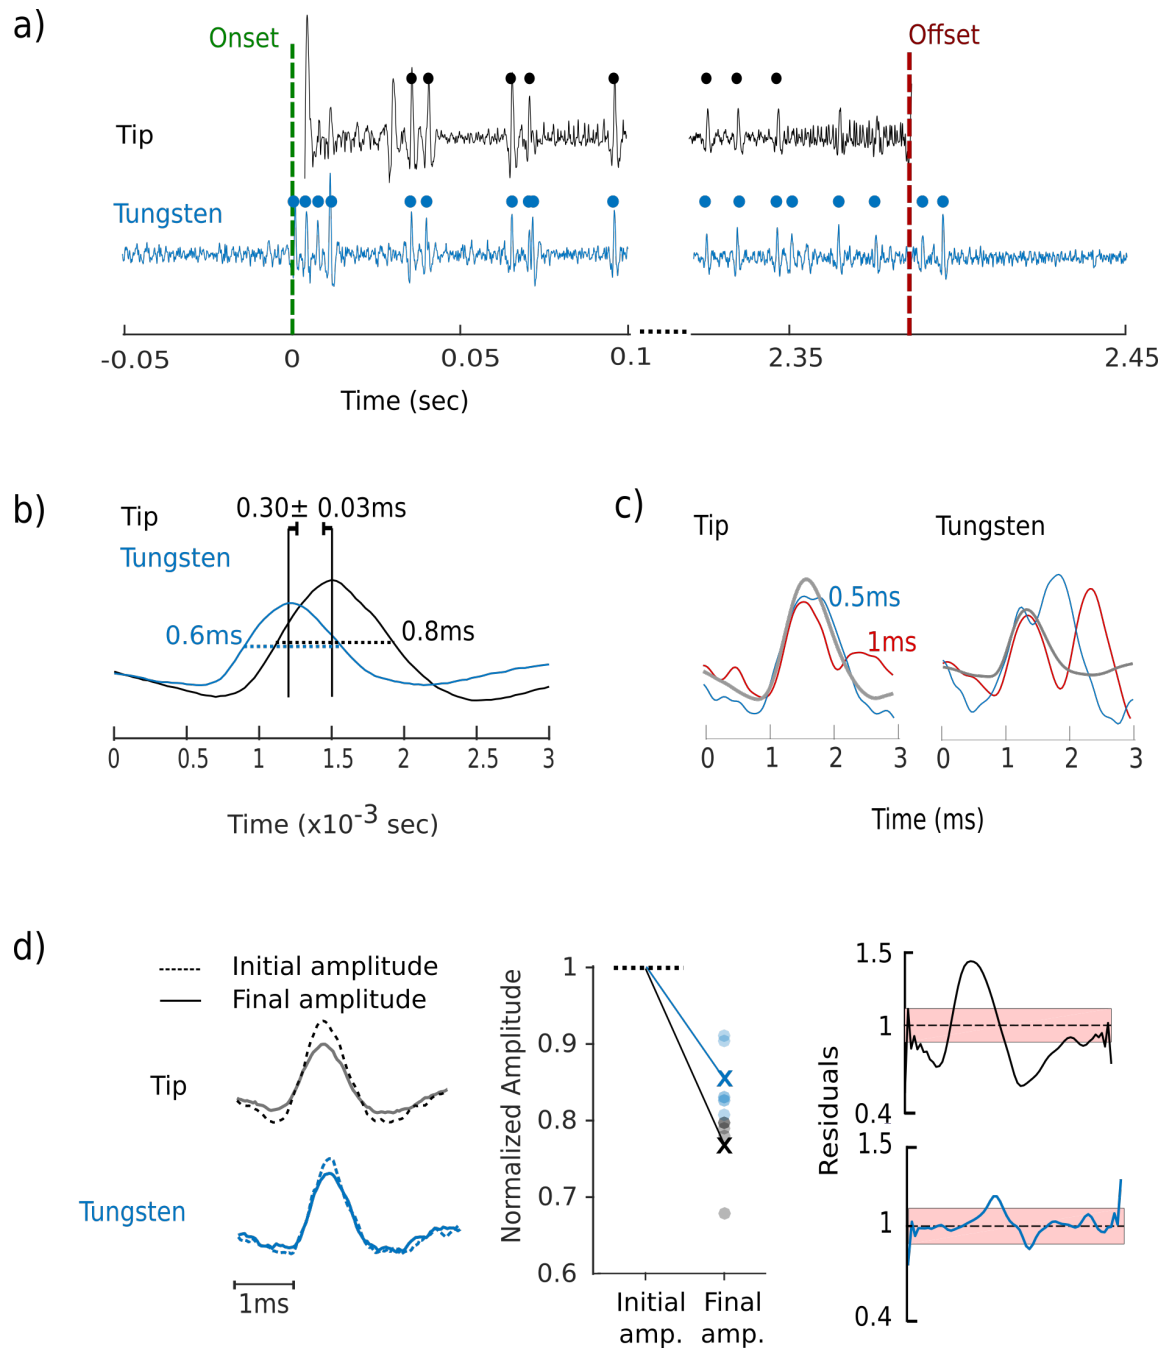 a)
Onset
Offset
Tip
Tungsten
-0.05
0
0.05
0.1
2.35
2.45
Time (sec)
b)
Tip
0.30± 0.03ms
Tungsten
0.6ms
0.8ms
0
0.5
1
1.5
2
2.5
3
Time (x10-3 sec)
c)
Tip
Tungsten
0.5ms
1ms
0
1
2
3
0
1
2
3
Time (ms)
d)
Initial amplitude
Final amplitude
Tip
Tungsten
1ms
Normalized Amplitude
1
0.9
0.8
0.7
0.6
Initial
amp.
Final
amp.
X
X
Residuals
1.5
1
0.4
1.5
1
0.4